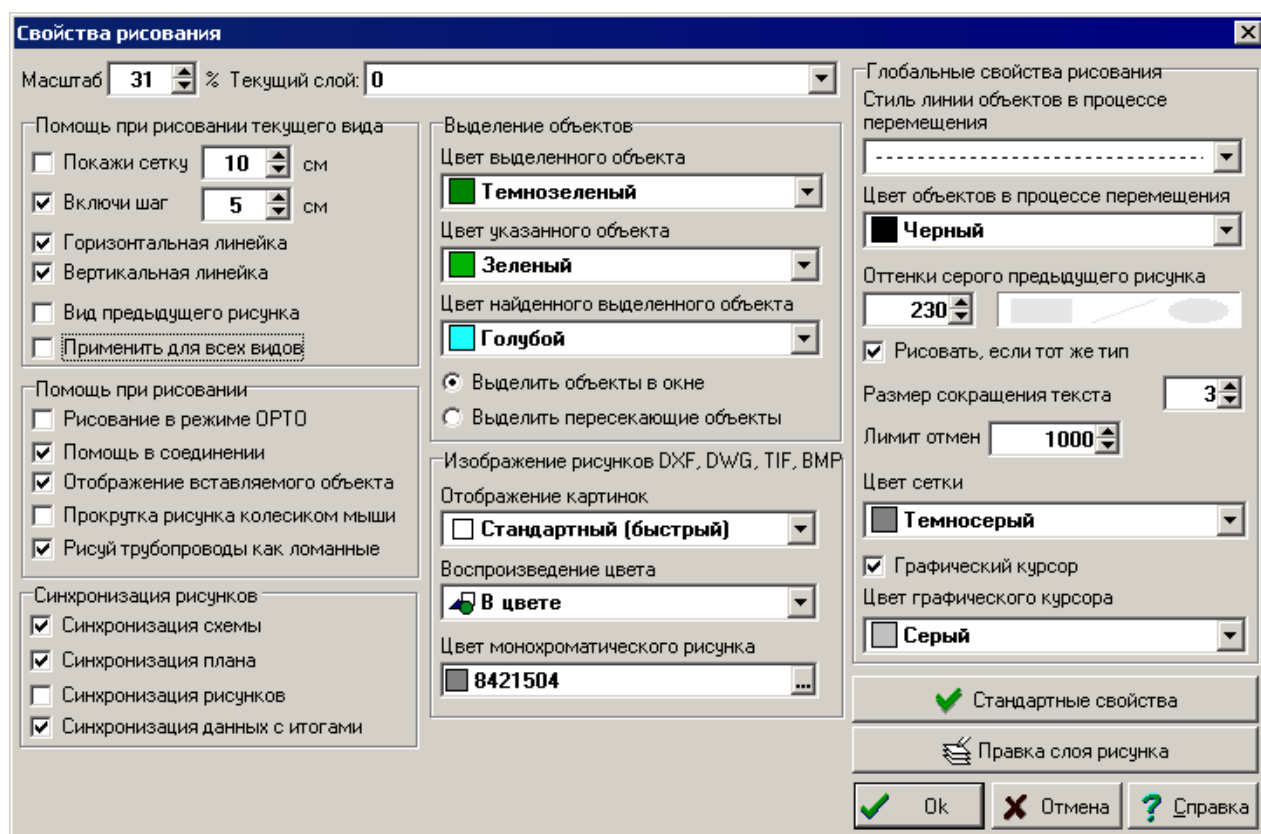 Свойства рисования
Масштаб 31 % Текущий слой: 0
Помощь при рисовании текущего вида
Покажи сетку 10 см
Включи шаг 5 см
Горизонтальная линейка
Вертикальная линейка
Вид предыдущего рисунка
Применить для всех видов
Помощь при рисовании
Рисование в режиме ОРТО
Помощь в соединении
Отображение вставляемого объекта
Прокрутка рисунка колесиком мыши
Рисуй трубопроводы как ломанные
Синхронизация рисунков
Синхронизация схемы
Синхронизация плана
Синхронизация рисунков
Синхронизация данных с итогами
Выделение объектов
Цвет выделенного объекта
Темнозеленый
Цвет указанного объекта
Зеленый
Цвет найденного выделенного объекта
Голубой
Выделить объекты в окне
Выделить пересекающие объекты
Изображение рисунков DXF, DWG, TIF, BMP
Отображение картинок
Стандартный (быстрый)
Воспроизведение цвета
В цвете
Цвет монохроматического рисунка
8421504 ...
Глобальные свойства рисования
Стиль линии объектов в процессе
перемещения
Цвет объектов в процессе перемещения
Черный
Оттенки серого предыдущего рисунка
230
Рисовать, если тот же тип
Размер сокращения текста 3
Лимит отмен 1000
Цвет сетки
Темносерый
Графический курсор
Цвет графического курсора
Серый
Стандартные свойства
Правка слоя рисунка
Ok Отмена Справка